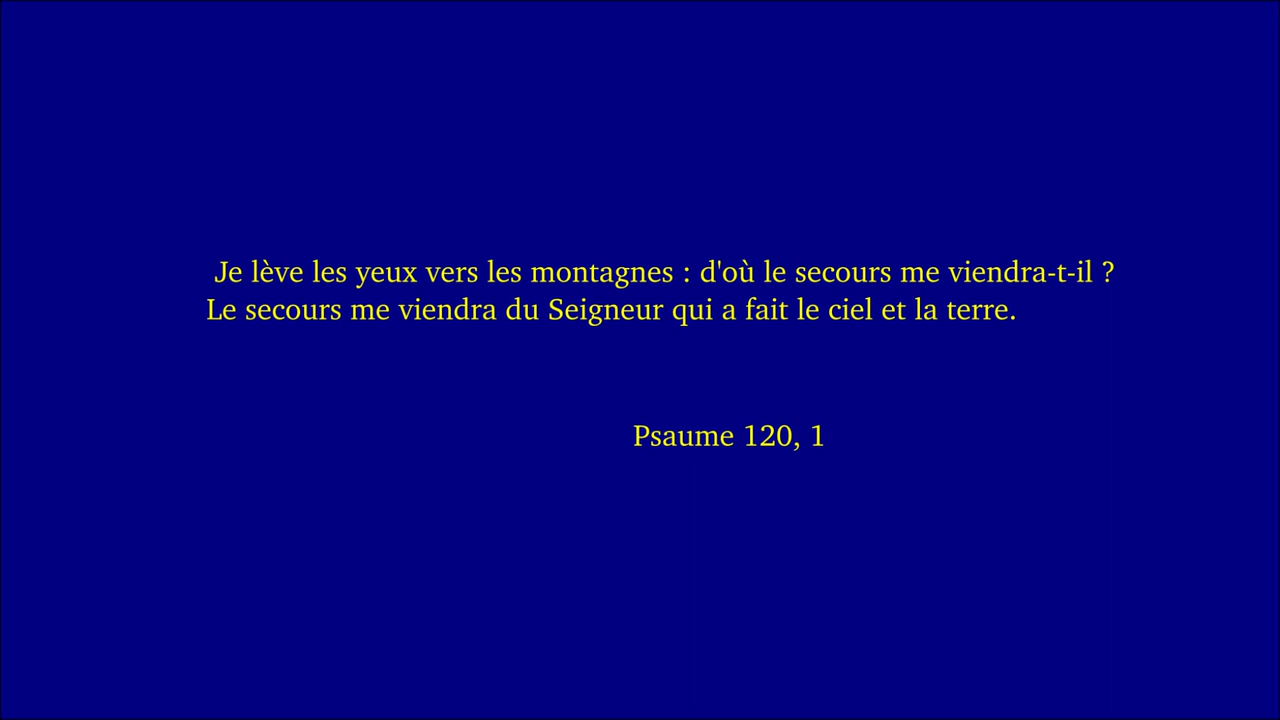 Je lève les yeux vers les montagnes : d'où le secours me viendra-t-il ?
Le secours me viendra du Seigneur qui a fait le ciel et la terre.
Psaume 120, 1